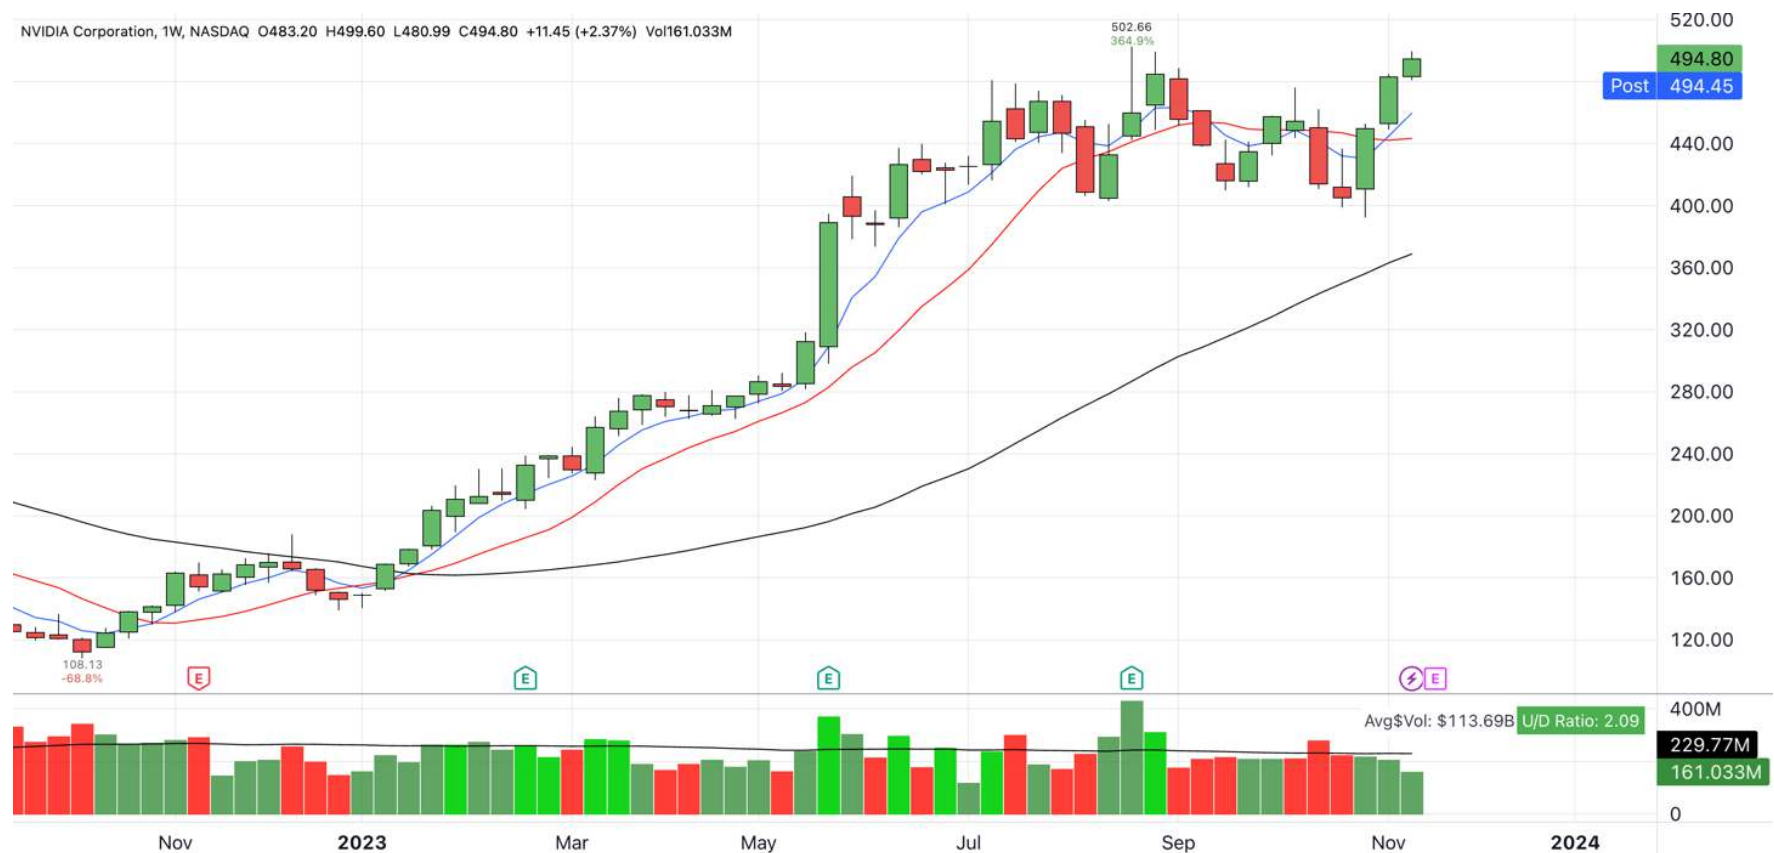 NVIDIA Corporation, 1W, NASDAQ O483.20 H499.60 L480.99 C494.80 +11.45 (+2.37%) Vol161.033M
502.66
364.9%
520.00
494.80
Post 494.45
440.00
400.00
360.00
320.00
280.00
240.00
200.00
160.00
120.00
108.13
-68.8%
E
E
E
E
E
Avg$Vol: $113.69B U/D Ratio: 2.09
400M
229.77M
161.033M
0
Nov 2023 Mar May Jul Sep Nov 2024